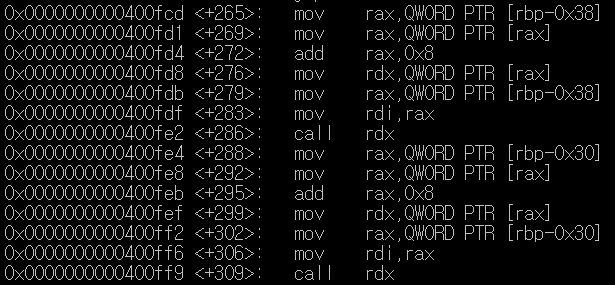 0x0000000000400fcd <+265>: mov rax,QWORD PTR [rbp-0x38]
0x0000000000400fd1 <+269>: mov rax,QWORD PTR [rax]
0x0000000000400fd4 <+272>: add rax,0x8
0x0000000000400fd8 <+276>: mov rdx,QWORD PTR [rax]
0x0000000000400fdb <+279>: mov rax,QWORD PTR [rbp-0x38]
0x0000000000400fdf <+283>: mov rdi,rax
0x0000000000400fe2 <+286>: call rdx
0x0000000000400fe4 <+288>: mov rax,QWORD PTR [rbp-0x30]
0x0000000000400fe8 <+292>: mov rax,QWORD PTR [rax]
0x0000000000400feb <+295>: add rax,0x8
0x0000000000400fef <+299>: mov rdx,QWORD PTR [rax]
0x0000000000400ff2 <+302>: mov rax,QWORD PTR [rbp-0x30]
0x0000000000400ff6 <+306>: mov rdi,rax
0x0000000000400ff9 <+309>: call rdx